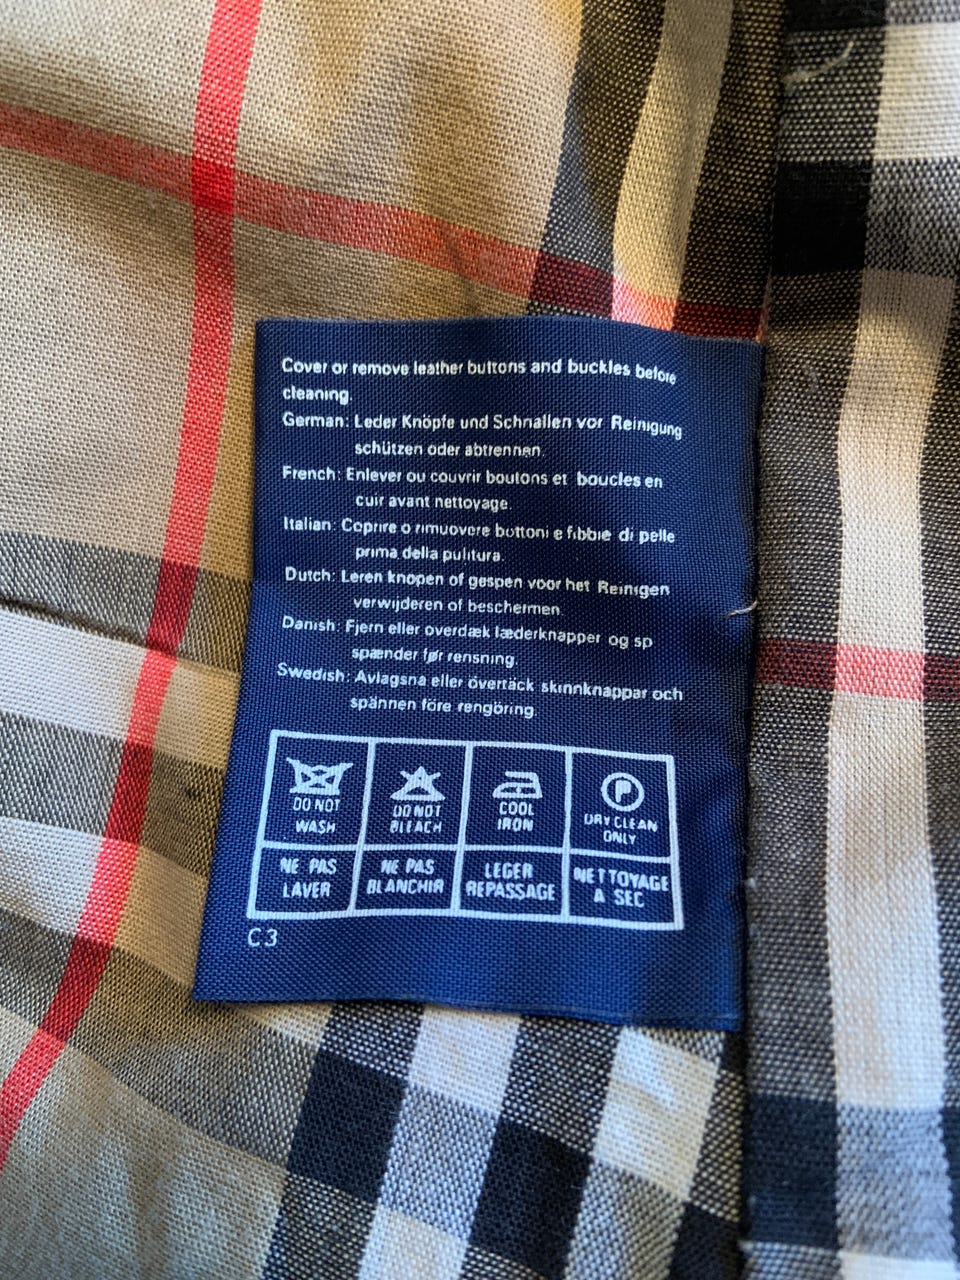 Cover or remove leather buttons and buckles before
cleaning.
German: Leder Knöpfe und Schnallen vor Reinigung
schützen oder abtrennen.
French: Enlever ou couvrir boutons et boucles en
cuir avant nettoyage
Italian: Coprire o rimuovere bottoni e fibbie di pelle
prima della pulitura.
Dutch: Leren knopen of gespen voor het Reinigen
verwijderen of beschermen.
Danish: Fjern eller overdæk læderknapper og sp
spænder før rensning.
Swedish: Avlagsna eller övertäck skinnknappar och
spännen före rengöring.
DO NOT WASH
DO NOT BLEACH
COOL IRON
P
DRY CLEAN ONLY
NE PAS LAVER
NE PAS BLANCHIR
LEGER REPASSAGE
NETTOYAGE A SEC
C3